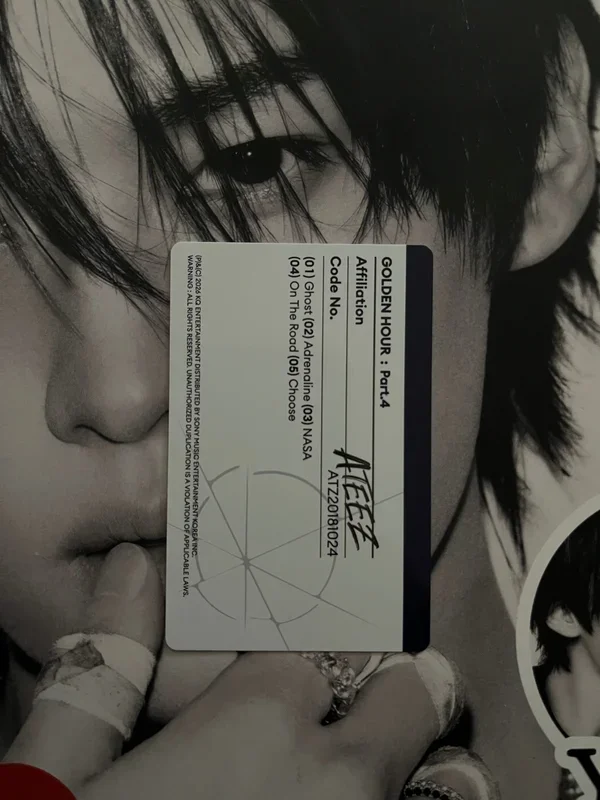 GOLDEN HOUR : Part.4
Affiliation ATEEZ
Code No. ATZ20181024
(01) Ghost (02) Adrenaline (03) NASA
(04) On The Road (05) Choose
(P)&(C) 2026 KQ ENTERTAINMENT DISTRIBUTED BY SONY MUSIC ENTERTAINMENT KOREA INC.
WARNING : ALL RIGHTS RESERVED. UNAUTHORIZED DUPLICATION IS A VIOLATION OF APPLICABLE LAWS.